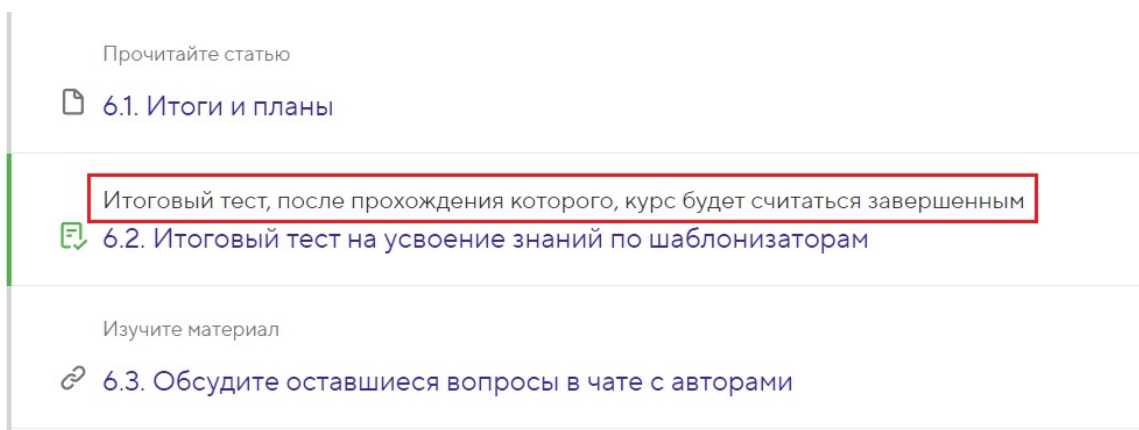 Прочитайте статью
6.1. Итоги и планы
Итоговый тест, после прохождения которого, курс будет считаться завершенным
6.2. Итоговый тест на усвоение знаний по шаблонизаторам
Изучите материал
6.3. Обсудите оставшиеся вопросы в чате с авторами